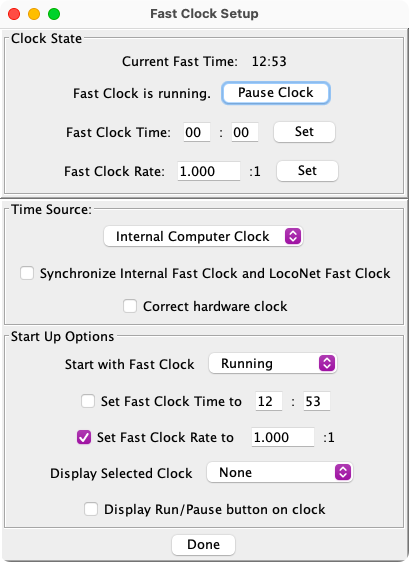 Fast Clock Setup
Clock State
Current Fast Time: 12:53
Fast Clock is running. Pause Clock
Fast Clock Time: 00 : 00 Set
Fast Clock Rate: 1.000 :1 Set
Time Source:
Internal Computer Clock
Synchronize Internal Fast Clock and LocoNet Fast Clock
Correct hardware clock
Start Up Options
Start with Fast Clock Running
Set Fast Clock Time to 12 : 53
Set Fast Clock Rate to 1.000 :1
Display Selected Clock None
Display Run/Pause button on clock
Done